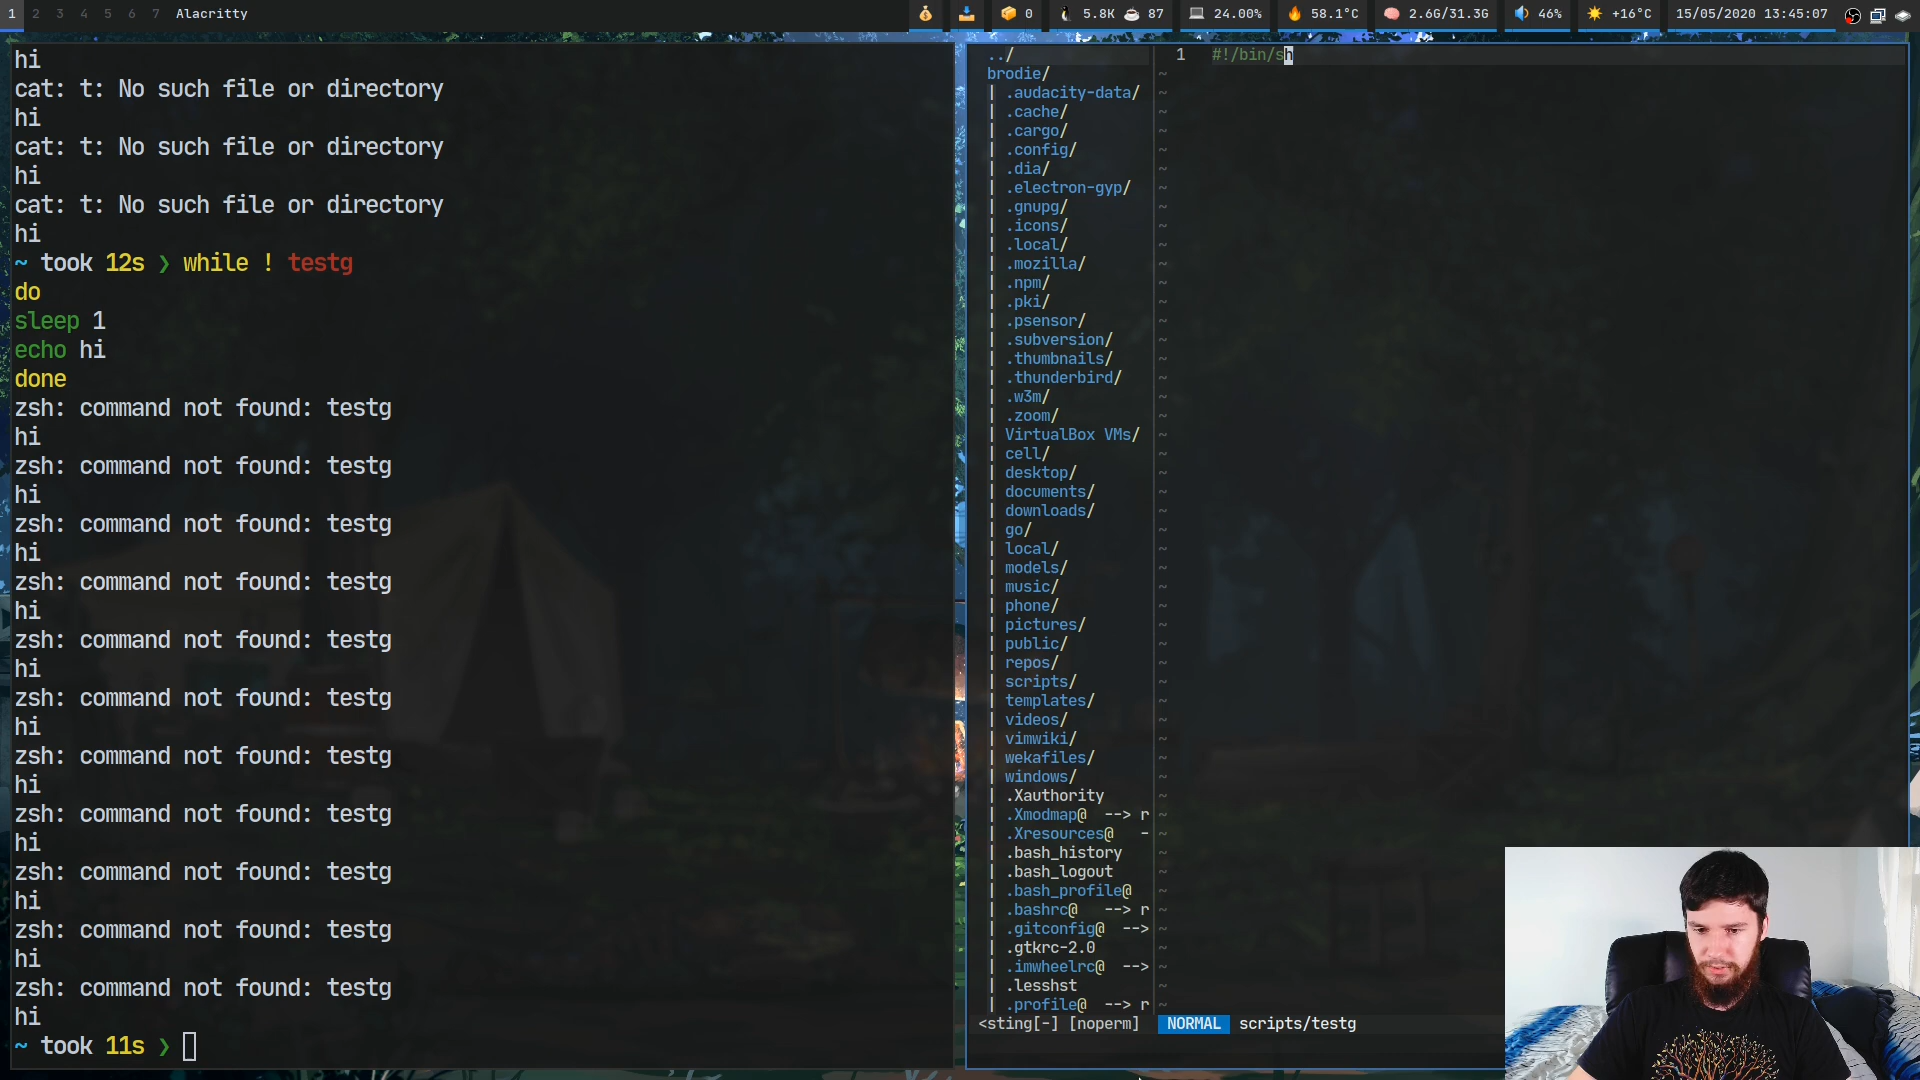 1 2 3 4 5 6 7 Alacritty
0 5.8K 87 24.00% 58.1°C 2.6G/31.3G 46% +16°C 15/05/2020 13:45:07
hi
cat: t: No such file or directory
hi
cat: t: No such file or directory
hi
cat: t: No such file or directory
hi
~ took 12s ❯ while ! testg
do
sleep 1
echo hi
done
zsh: command not found: testg
hi
zsh: command not found: testg
hi
zsh: command not found: testg
hi
zsh: command not found: testg
hi
zsh: command not found: testg
hi
zsh: command not found: testg
hi
zsh: command not found: testg
hi
zsh: command not found: testg
hi
zsh: command not found: testg
hi
zsh: command not found: testg
hi
zsh: command not found: testg
hi
~ took 11s ❯
../
brodie/
| .audacity-data/
| .cache/
| .cargo/
| .config/
| .dia/
| .electron-gyp/
| .gnupg/
| .icons/
| .local/
| .mozilla/
| .npm/
| .pki/
| .psensor/
| .subversion/
| .thumbnails/
| .thunderbird/
| .w3m/
| .zoom/
| VirtualBox VMs/
| cell/
| desktop/
| documents/
| downloads/
| go/
| local/
| models/
| music/
| phone/
| pictures/
| public/
| repos/
| scripts/
| templates/
| videos/
| vimwiki/
| wekafiles/
| windows/
| .Xauthority
| .Xmodmap@ --> r
| .Xresources@ -
| .bash_history
| .bash_logout
| .bash_profile@
| .bashrc@ --> r
| .gitconfig@ -->
| .gtkrc-2.0
| .imwheelrc@ -->
| .lesshst
| .profile@ --> r
<sting[-] [noperm]
1 #!/bin/sh
NORMAL scripts/testg